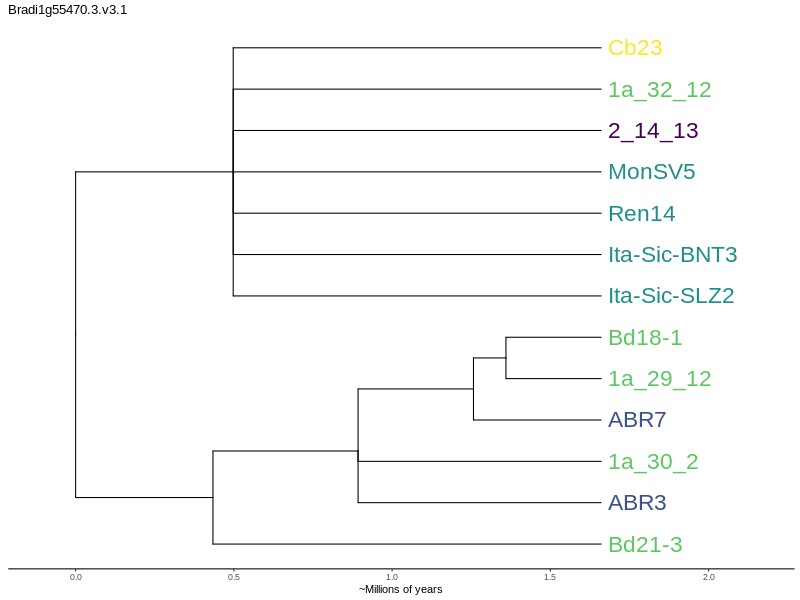 Bradi1g55470.3.v3.1
Cb23
1a_32_12
2_14_13
MonSV5
Ren14
Ita-Sic-BNT3
Ita-Sic-SLZ2
Bd18-1
1a_29_12
ABR7
1a_30_2
ABR3
Bd21-3
0.0 0.5 1.0 1.5 2.0
~Millions of years